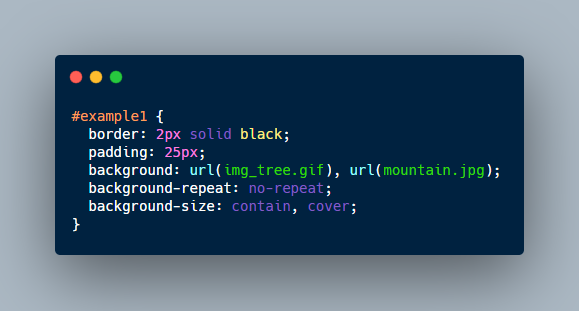 #example1 {
  border: 2px solid black;
  padding: 25px;
  background: url(img_tree.gif), url(mountain.jpg);
  background-repeat: no-repeat;
  background-size: contain, cover;
}